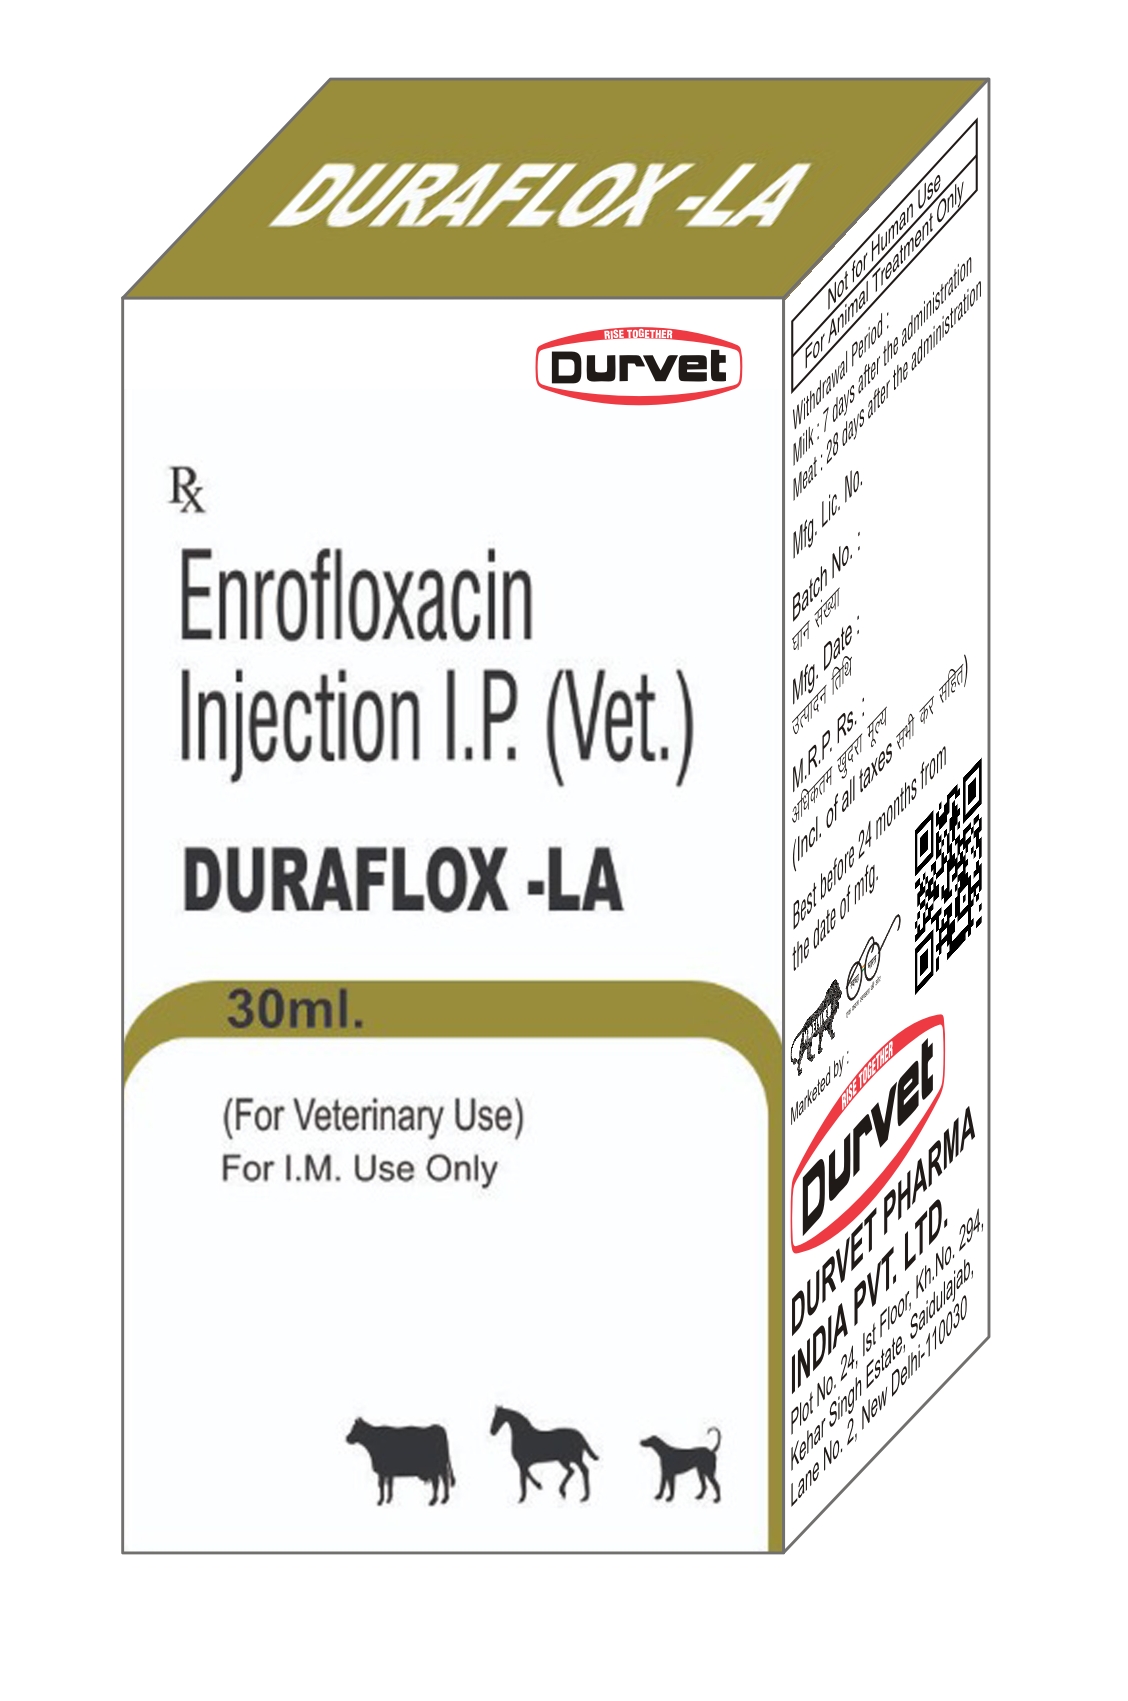 DURAFLOX -LA
RISE TOGETHER
Durvet
Rx
Enrofloxacin
Injection I.P. (Vet.)
DURAFLOX -LA
30ml.
(For Veterinary Use)
For I.M. Use Only
Not for Human Use
For Animal Treatment Only
Withdrawal Period :
Milk : 7 days after the administration
Meat : 28 days after the administration
Mfg. Lic. No.
Batch No. :
घान संख्या
Mfg. Date :
उत्पादन तिथि
M.R.P. Rs. :
अधिकतम खुदरा मूल्य
(Incl. of all taxes सभी कर सहित)
Best before 24 months from
the date of mfg.
Marketed by :
RISE TOGETHER
Durvet
DURVET PHARMA
INDIA PVT. LTD.
Plot No. 24, Ist Floor, Kh.No. 294,
Kehar Singh Estate, Saidulajab,
Lane No. 2, New Delhi-110030